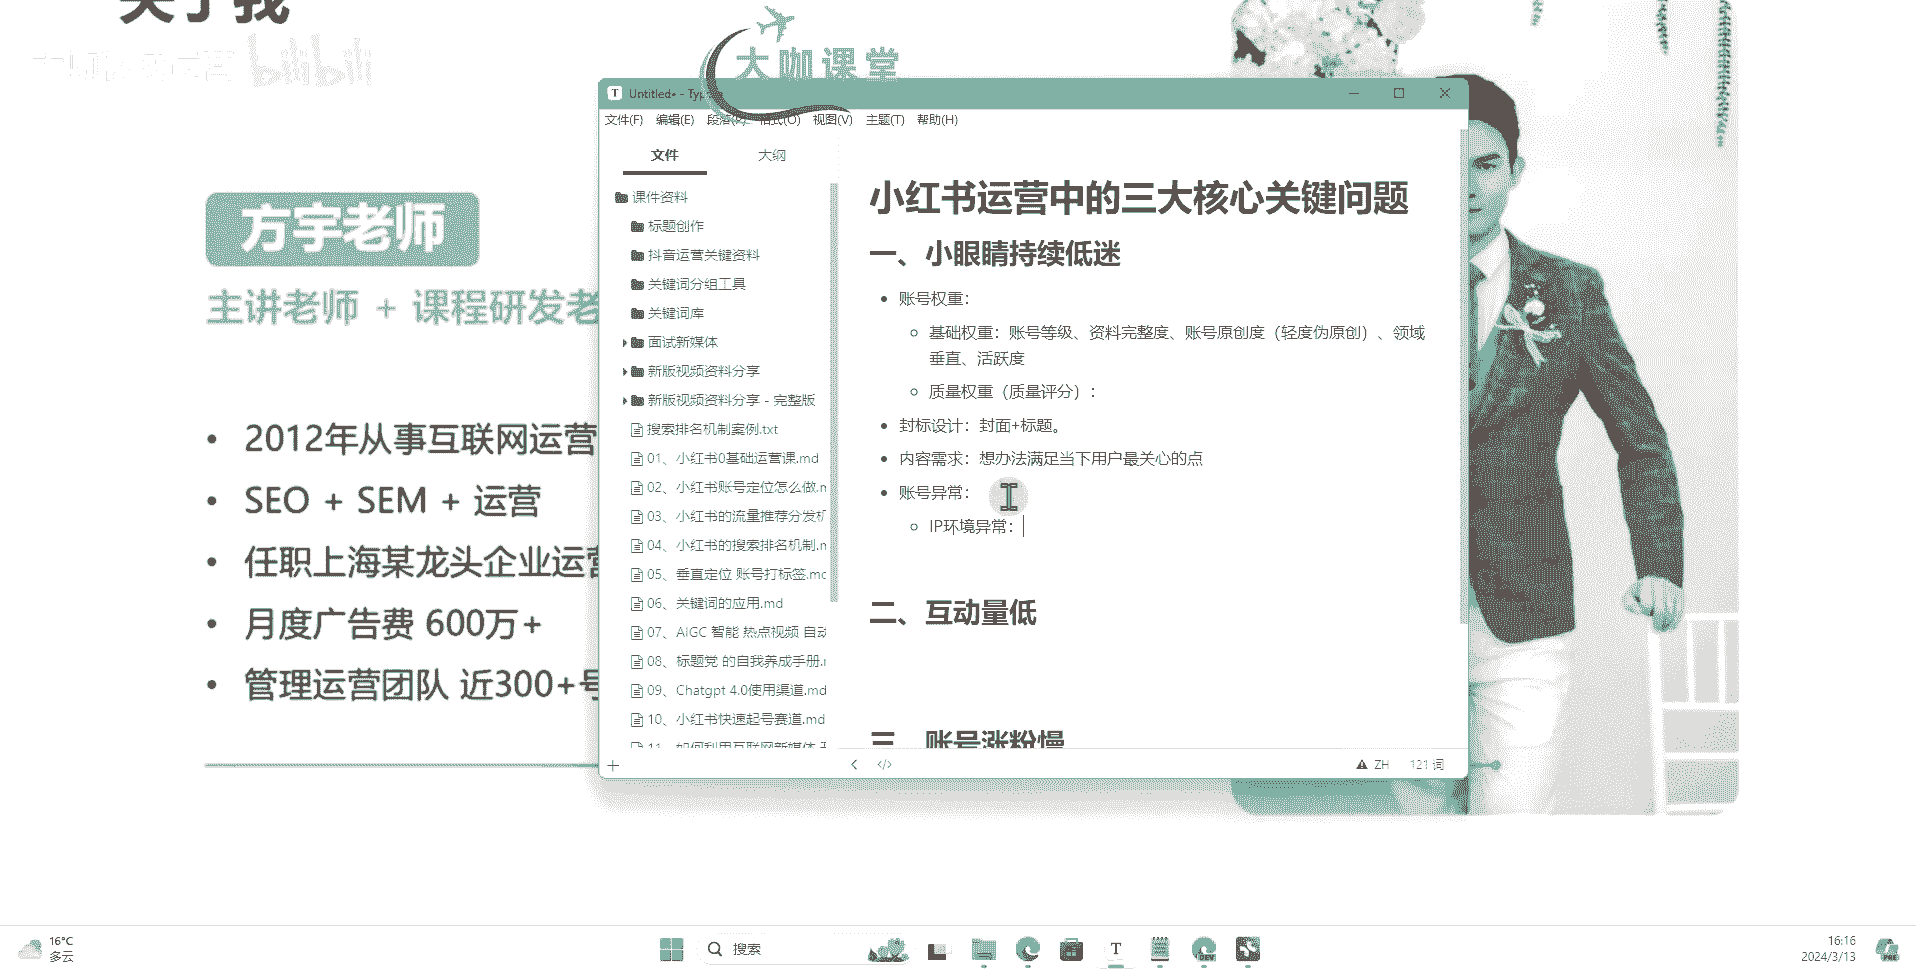 关于我
bilibili
大咖课堂
方宇老师
主讲老师 + 课程研发老
2012年从事互联网运营
SEO + SEM + 运营
任职上海某龙头企业运营
月度广告费 600万+
管理运营团队 近300+号
Untitled• - Typ
文件(F) 编辑(E) 段落(P) 格式(O) 视图(V) 主题(T) 帮助(H)
文件 大纲
课件资料
标题创作
抖音运营关键资料
关键词分组工具
关键词库
面试新媒体
新版视频资料分享
新版视频资料分享 - 完整版
搜索排名机制案例.txt
01、小红书0基础运营课.md
02、小红书账号定位怎么做.m
03、小红书的流量推荐分发机
04、小红书的搜索排名机制.m
05、垂直定位 账号打标签.mc
06、关键词的应用.md
07、AIGC 智能 热点视频 自动
08、标题党 的自我养成手册.r
09、Chatgpt 4.0使用渠道.md
10、小红书快速起号赛道.md
11、如何利用互联网新媒体
小红书运营中的三大核心关键问题
一、小眼睛持续低迷
账号权重：
基础权重：账号等级、资料完整度、账号原创度（轻度伪原创）、领域
垂直、活跃度
质量权重（质量评分）：
封标设计：封面+标题。
内容需求：想办法满足当下用户最关心的点
账号异常：
IP环境异常：
二、互动量低
三、账号涨粉慢
</> ZH 121 词
16°C
多云
搜索
T
DEV
16:16
2024/3/13
PRE